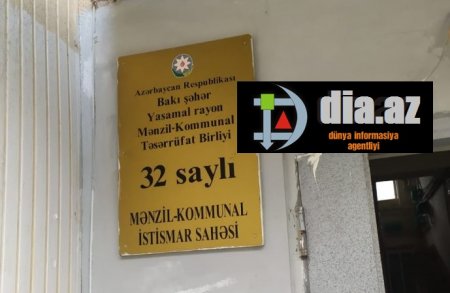 Azərbaycan Respublikası
Bakı şəhər
Yasamal rayon
Mənzil-Kommunal
Təsərrüfat Birliyi
32 saylı
MƏNZİL-KOMMUNAL
İSTİSMAR SAHƏSİ
dia.az
dünya informasiya
agentliyi